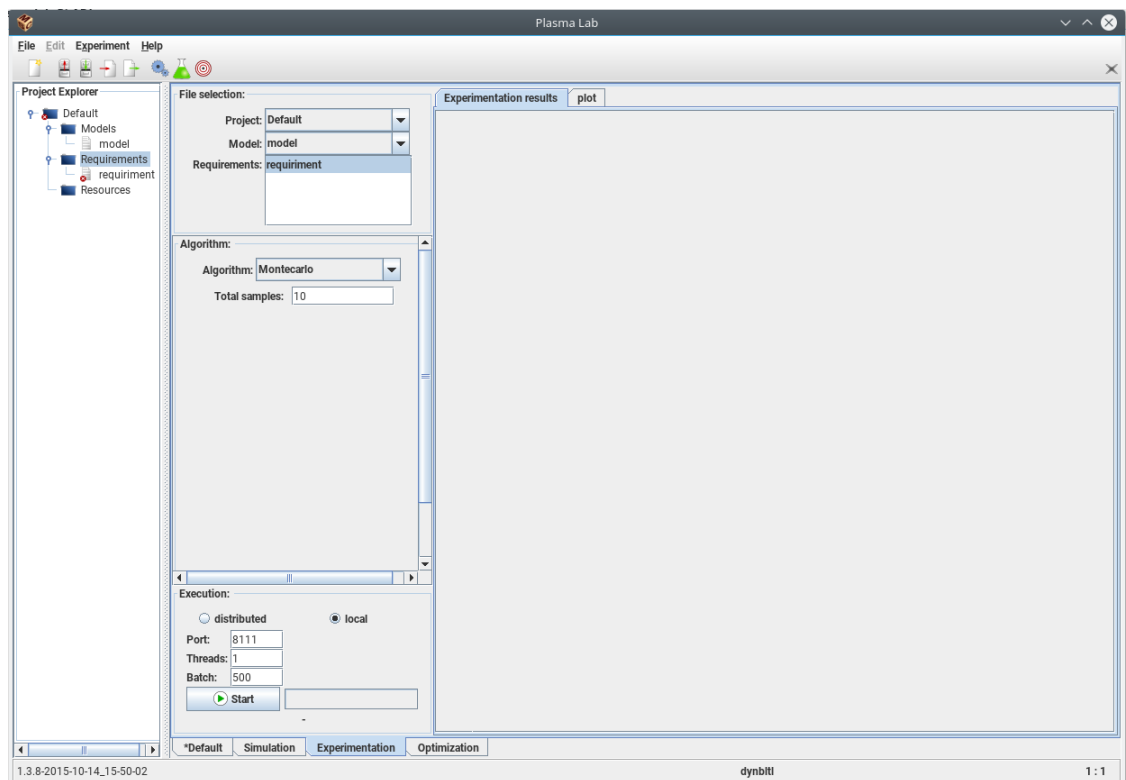 Plasma Lab
File Edit Experiment Help
Project Explorer
Default
Models
model
Requirements
requiriment
Resources
File selection:
Project: Default
Model: model
Requirements: requiriment
Algorithm:
Algorithm: Montecarlo
Total samples: 10
Execution:
distributed local
Port: 8111
Threads: 1
Batch: 500
Start
-
Experimentation results plot
*Default Simulation Experimentation Optimization
1.3.8-2015-10-14_15-50-02 dynbltl 1 : 1